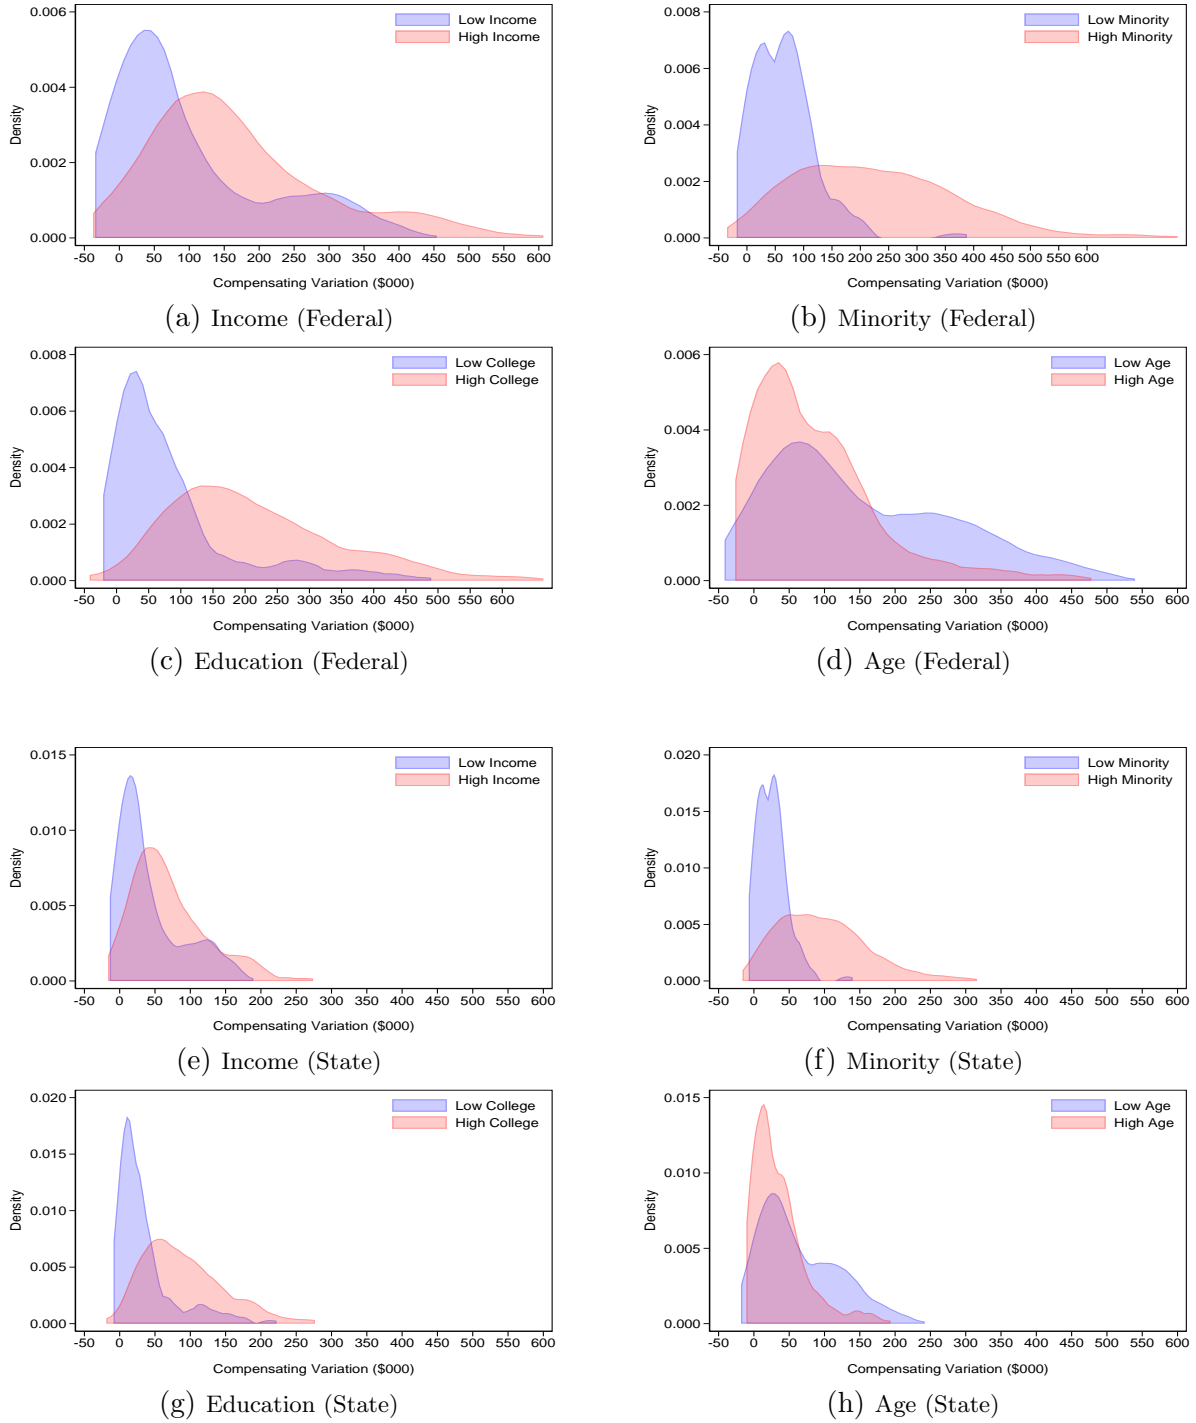 0.006
0.004
0.002
0.000
Density
Low Income
High Income
-50 0 50 100 150 200 250 300 350 400 450 500 550 600
Compensating Variation ($000)
(a) Income (Federal)
0.008
0.006
0.004
0.002
0.000
Density
Low Minority
High Minority
-50 0 50 100 150 200 250 300 350 400 450 500 550 600
Compensating Variation ($000)
(b) Minority (Federal)
0.008
0.006
0.004
0.002
0.000
Density
Low College
High College
-50 0 50 100 150 200 250 300 350 400 450 500 550 600
Compensating Variation ($000)
(c) Education (Federal)
0.006
0.004
0.002
0.000
Density
Low Age
High Age
-50 0 50 100 150 200 250 300 350 400 450 500 550 600
Compensating Variation ($000)
(d) Age (Federal)
0.015
0.010
0.005
0.000
Density
Low Income
High Income
-50 0 50 100 150 200 250 300 350 400 450 500 550 600
Compensating Variation ($000)
(e) Income (State)
0.020
0.015
0.010
0.005
0.000
Density
Low Minority
High Minority
-50 0 50 100 150 200 250 300 350 400 450 500 550 600
Compensating Variation ($000)
(f) Minority (State)
0.020
0.015
0.010
0.005
0.000
Density
Low College
High College
-50 0 50 100 150 200 250 300 350 400 450 500 550 600
Compensating Variation ($000)
(g) Education (State)
0.015
0.010
0.005
0.000
Density
Low Age
High Age
-50 0 50 100 150 200 250 300 350 400 450 500 550 600
Compensating Variation ($000)
(h) Age (State)